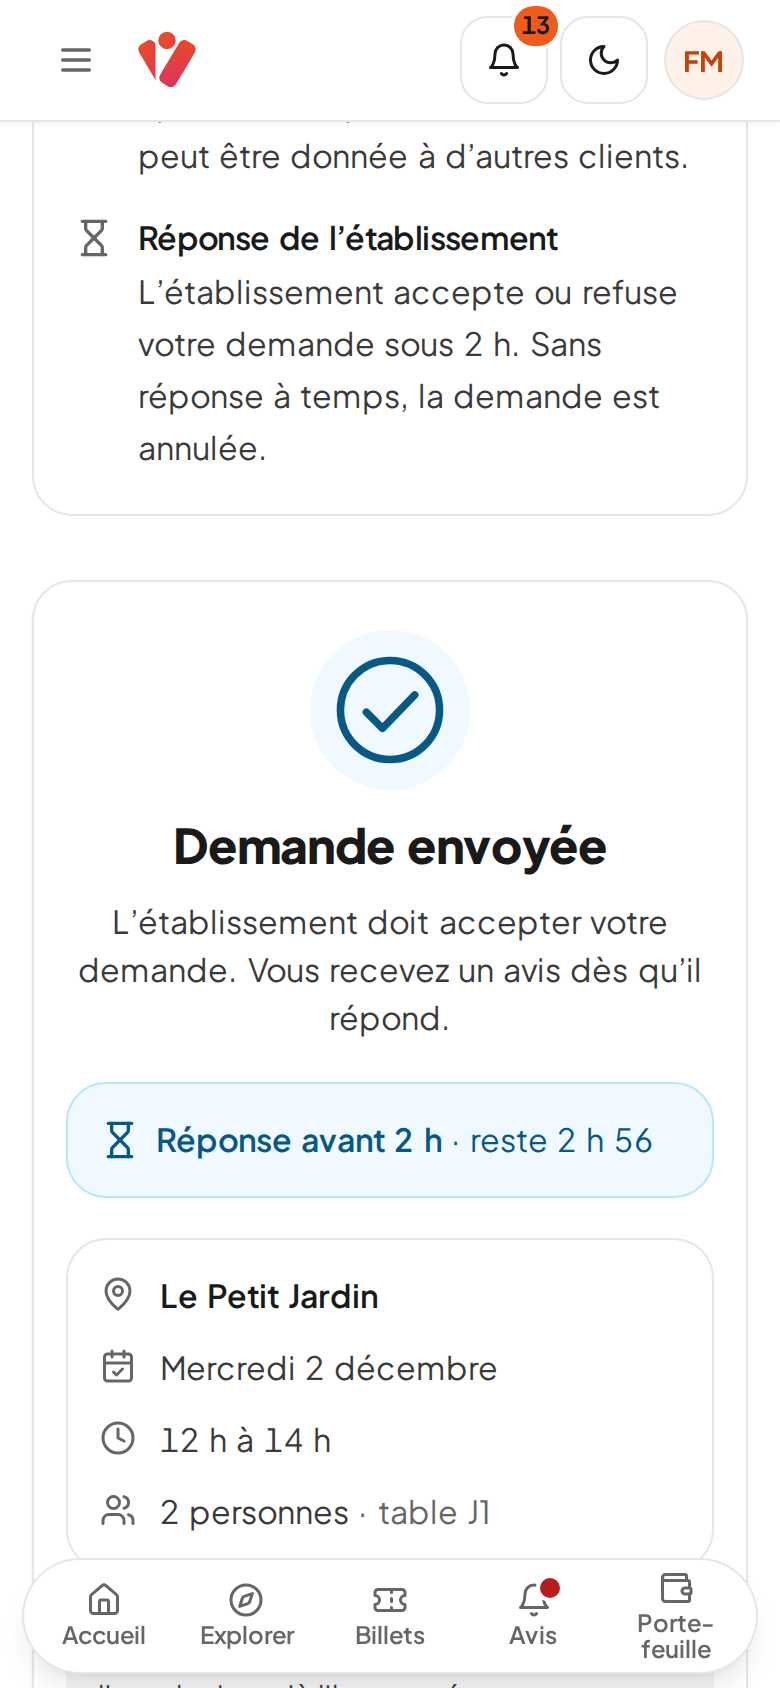 13
FM
peut être donnée à d’autres clients.
Réponse de l’établissement
L’établissement accepte ou refuse
votre demande sous 2 h. Sans
réponse à temps, la demande est
annulée.
Demande envoyée
L’établissement doit accepter votre
demande. Vous recevez un avis dès qu’il
répond.
Réponse avant 2 h · reste 2 h 56
Le Petit Jardin
Mercredi 2 décembre
12 h à 14 h
2 personnes · table J1
Accueil
Explorer
Billets
Avis
Porte-
feuille